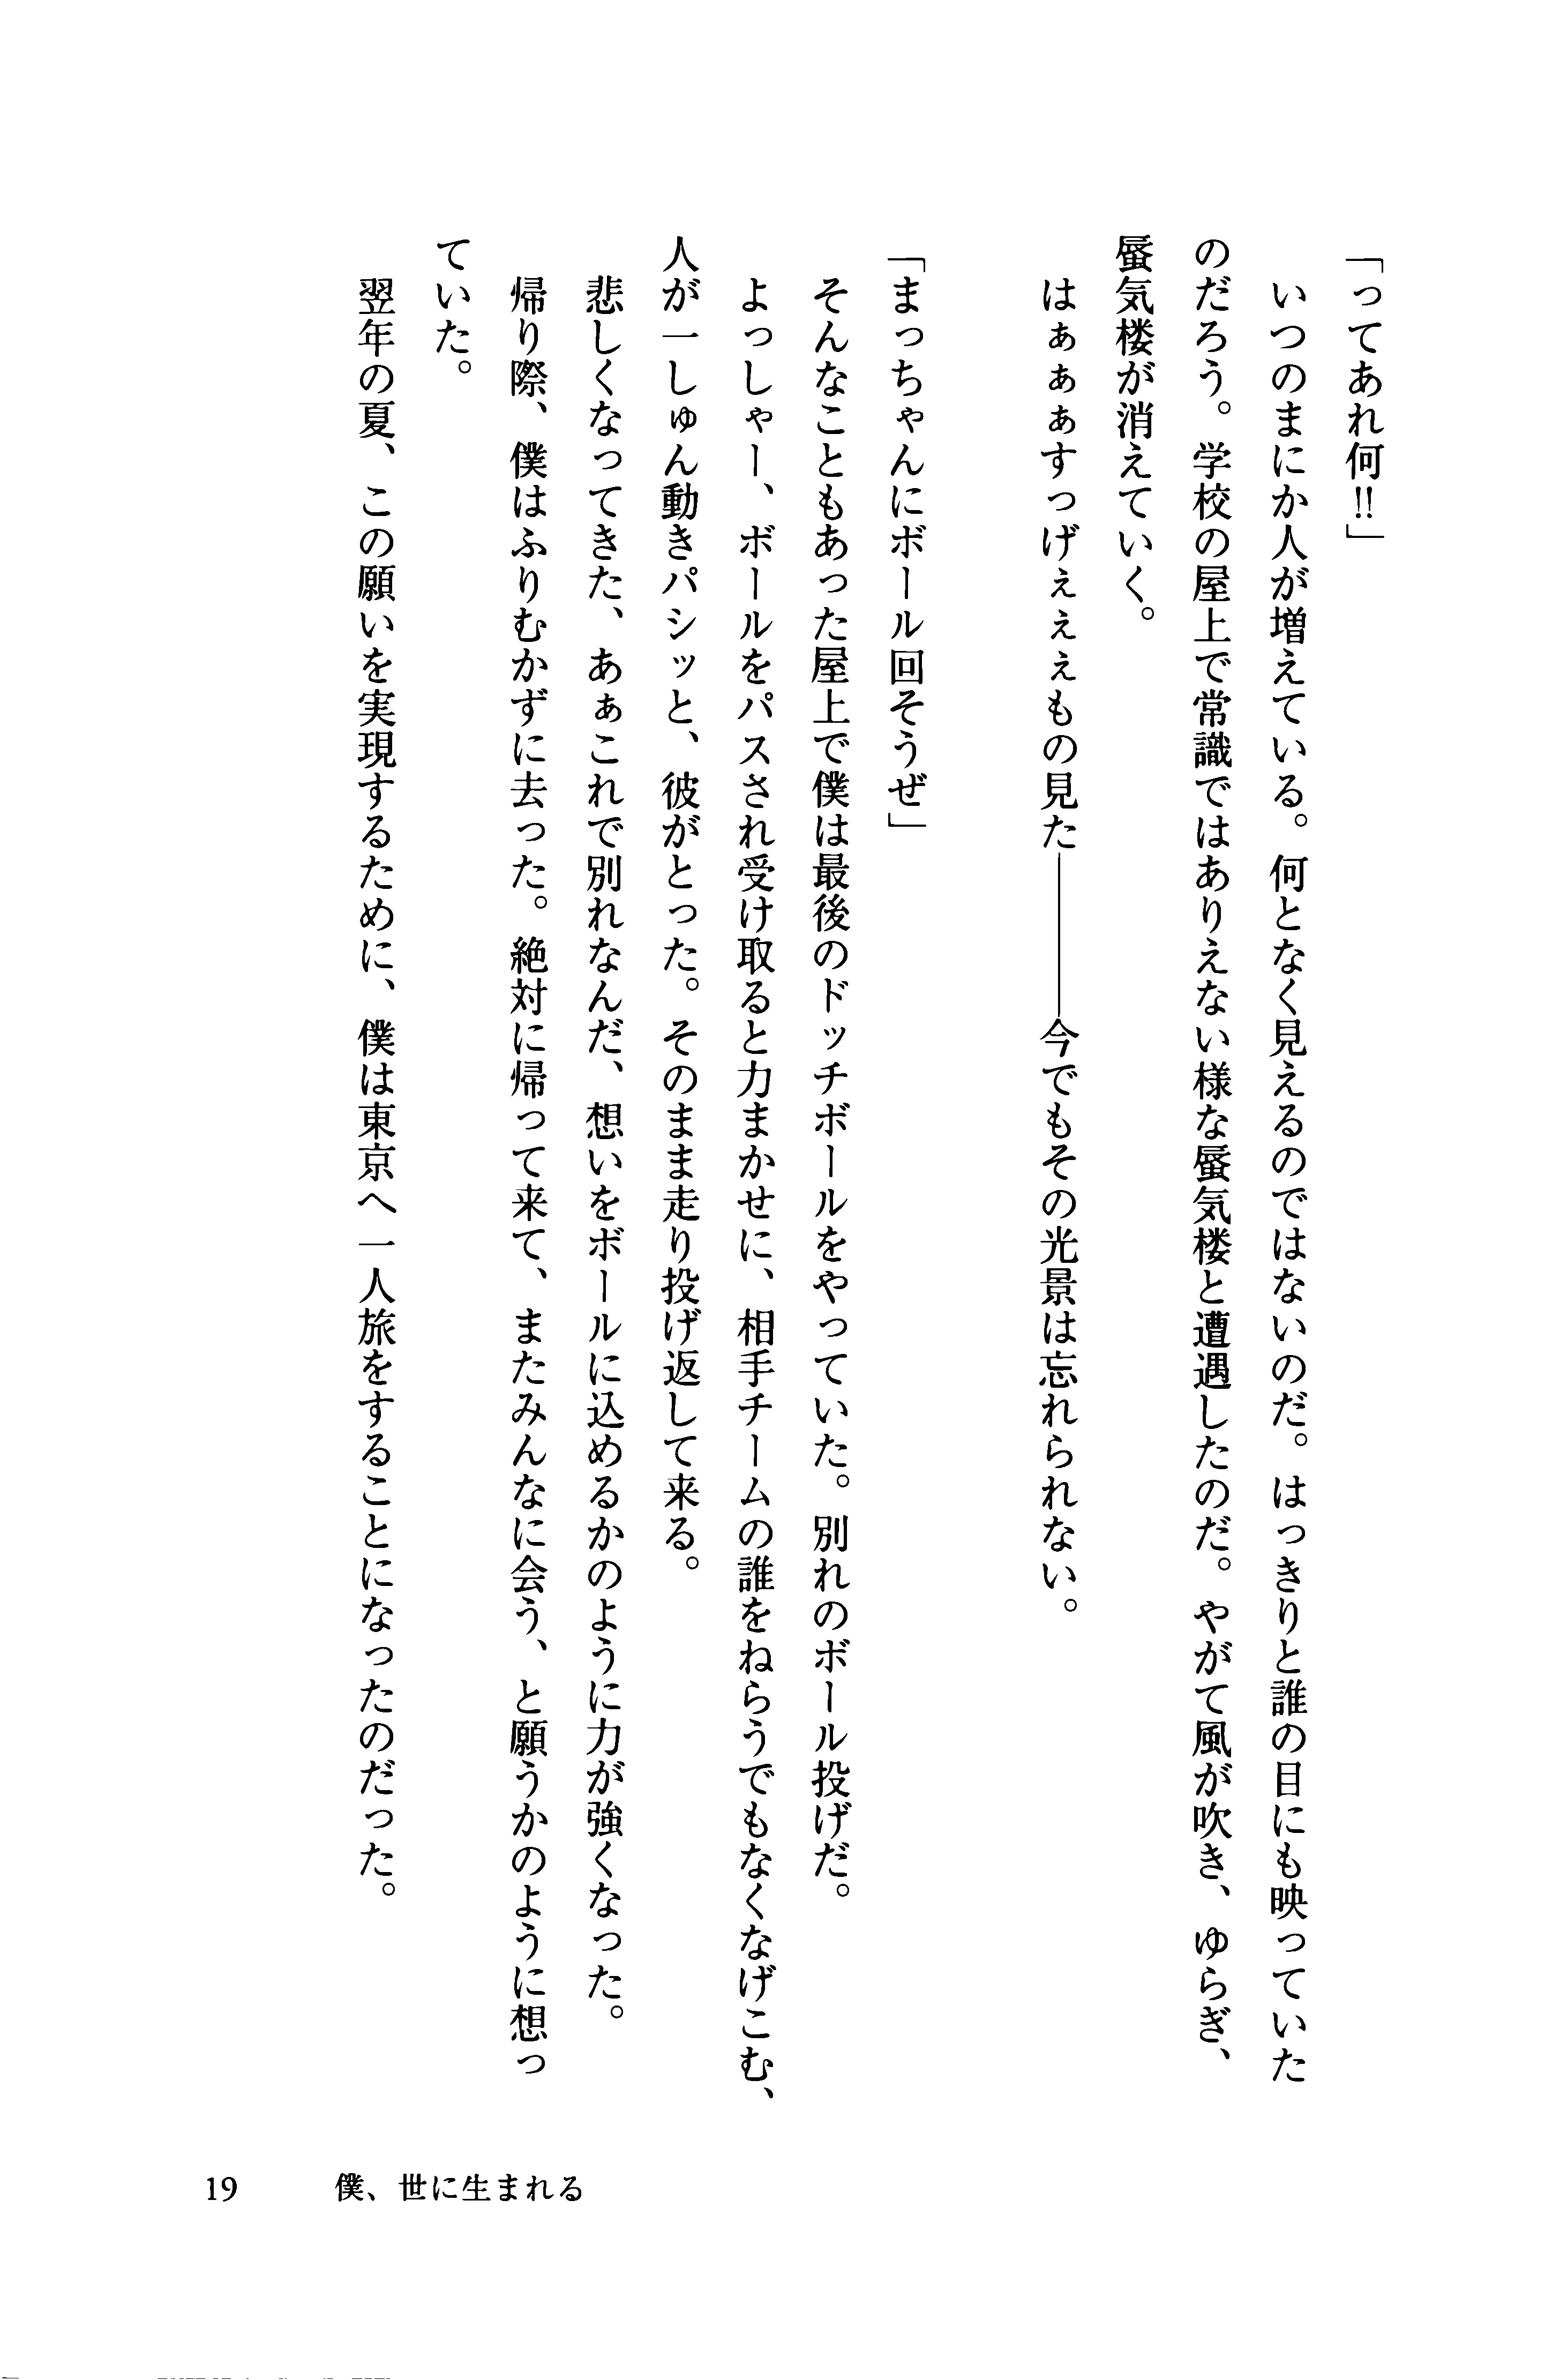 「ってあれ何!!」
　いつのまにか人が増えている。何となく見えるのではないのだ。はっきりと誰の目にも映っていた
のだろう。学校の屋上で常識ではありえない様な蜃気楼と遭遇したのだ。やがて風が吹き、ゆらぎ、
蜃気楼が消えていく。
　はぁぁぁすっげぇぇぇもの見た――――今でもその光景は忘れられない。
「まっちゃんにボール回そうぜ」
　そんなこともあった屋上で僕は最後のドッチボールをやっていた。別れのボール投げだ。
　よっしゃー、ボールをパスされ受け取ると力まかせに、相手チームの誰をねらうでもなくなげこむ、
人が一しゅん動きパシッと、彼がとった。そのまま走り投げ返して来る。
　悲しくなってきた、あぁこれで別れなんだ、想いをボールに込めるかのように力が強くなった。
　帰り際、僕はふりむかずに去った。絶対に帰って来て、またみんなに会う、と願うかのように想っ
ていた。
　翌年の夏、この願いを実現するために、僕は東京へ一人旅をすることになったのだった。
19　僕、世に生まれる